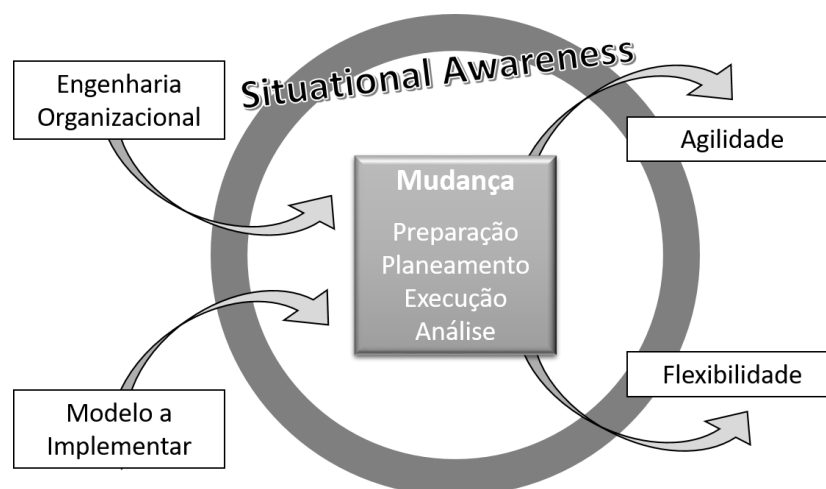 Situational Awareness
Engenharia
Organizacional
Agilidade
Mudança
Preparação
Planeamento
Execução
Análise
Modelo a
Implementar
Flexibilidade